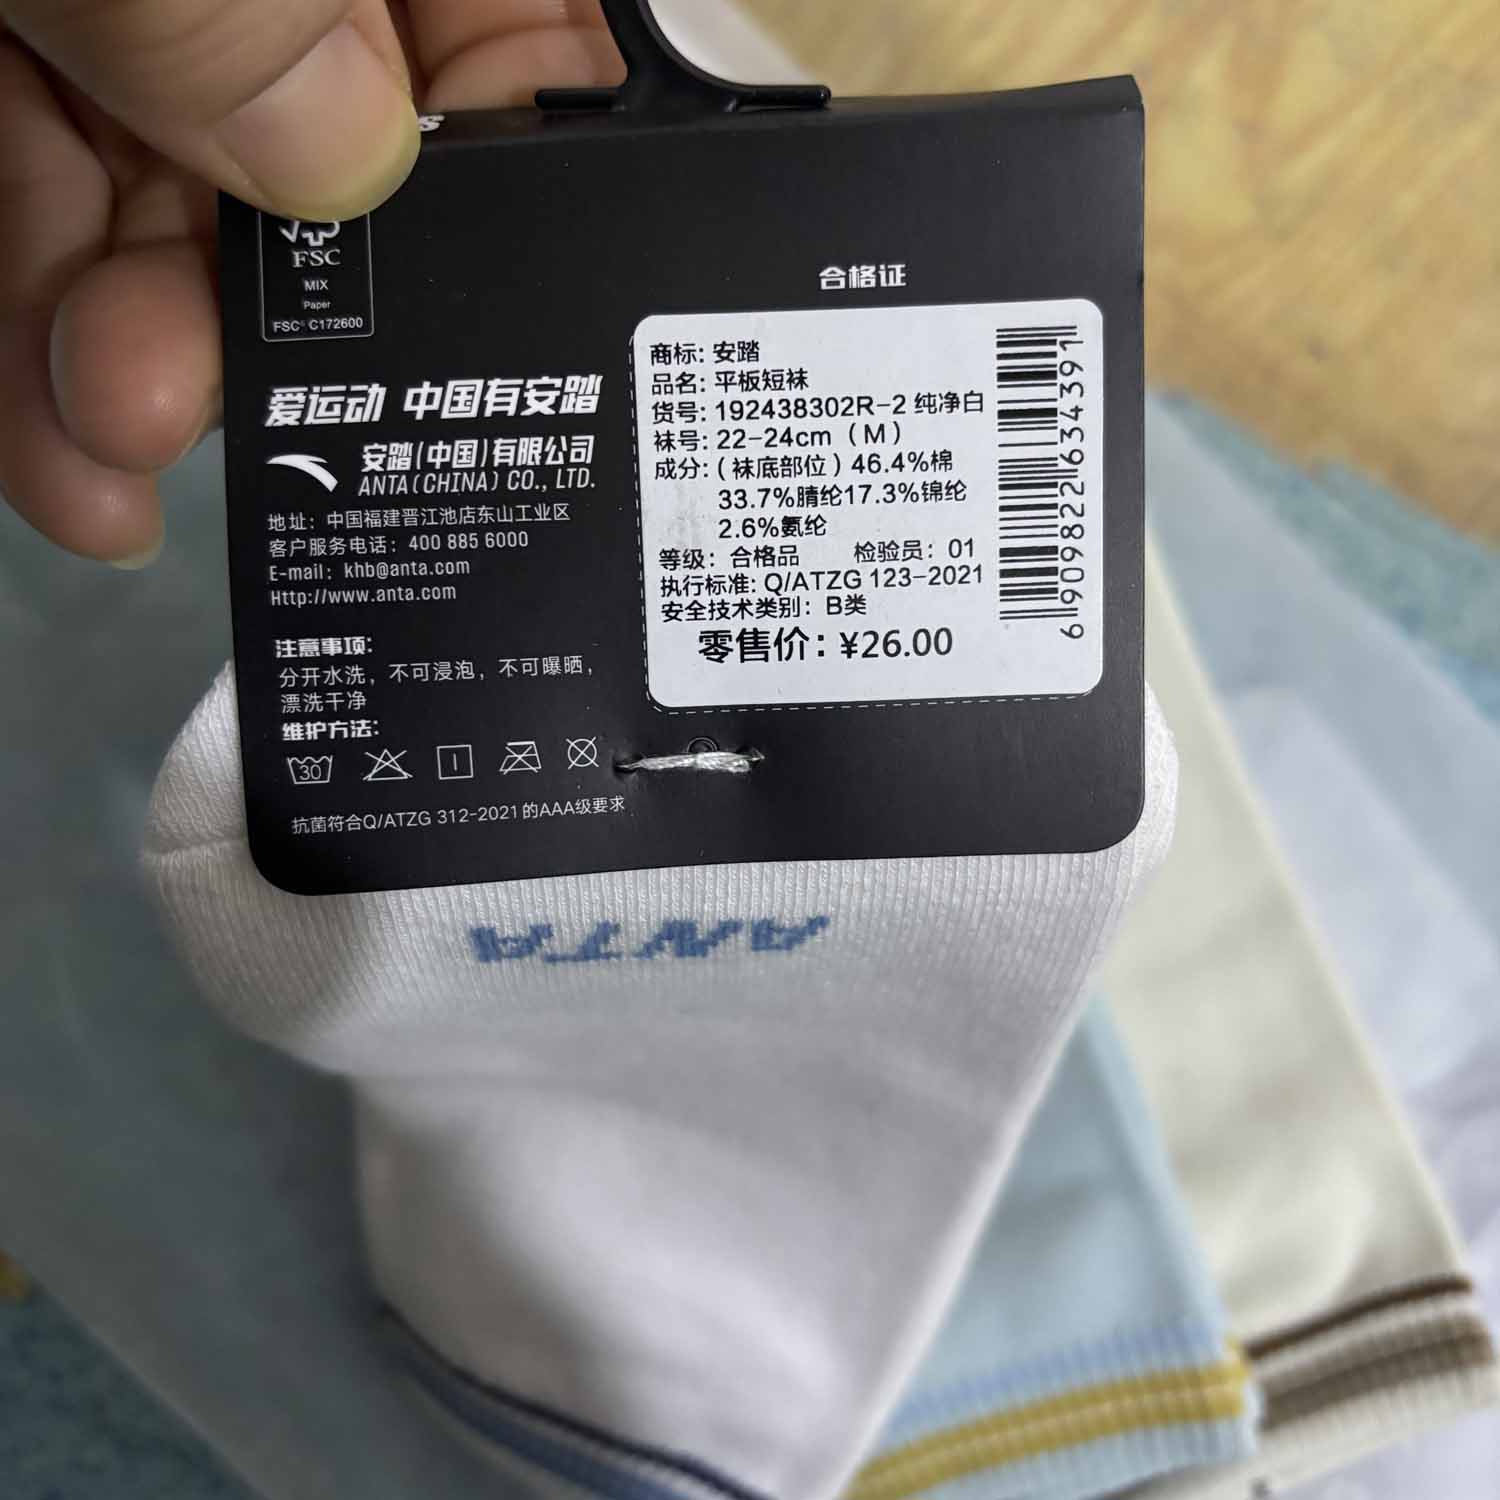 FSC
MIX
Paper
FSC® C172600
爱运动 中国有安踏
安踏(中国)有限公司
ANTA(CHINA) CO., LTD.
地址：中国福建晋江池店东山工业区
客户服务电话：400 885 6000
E-mail：khb@anta.com
Http://www.anta.com
注意事项:
分开水洗，不可浸泡，不可曝晒，
漂洗干净
维护方法:
30
抗菌符合Q/ATZG 312-2021的AAA级要求
合格证
商标: 安踏
品名: 平板短袜
货号: 192438302R-2 纯净白
袜号: 22-24cm（M）
成分:（袜底部位）46.4%棉
33.7%腈纶17.3%锦纶
2.6%氨纶
等级：合格品 检验员：01
执行标准: Q/ATZG 123-2021
安全技术类别：B类
零售价：¥26.00
6909822163439​1
ANTA